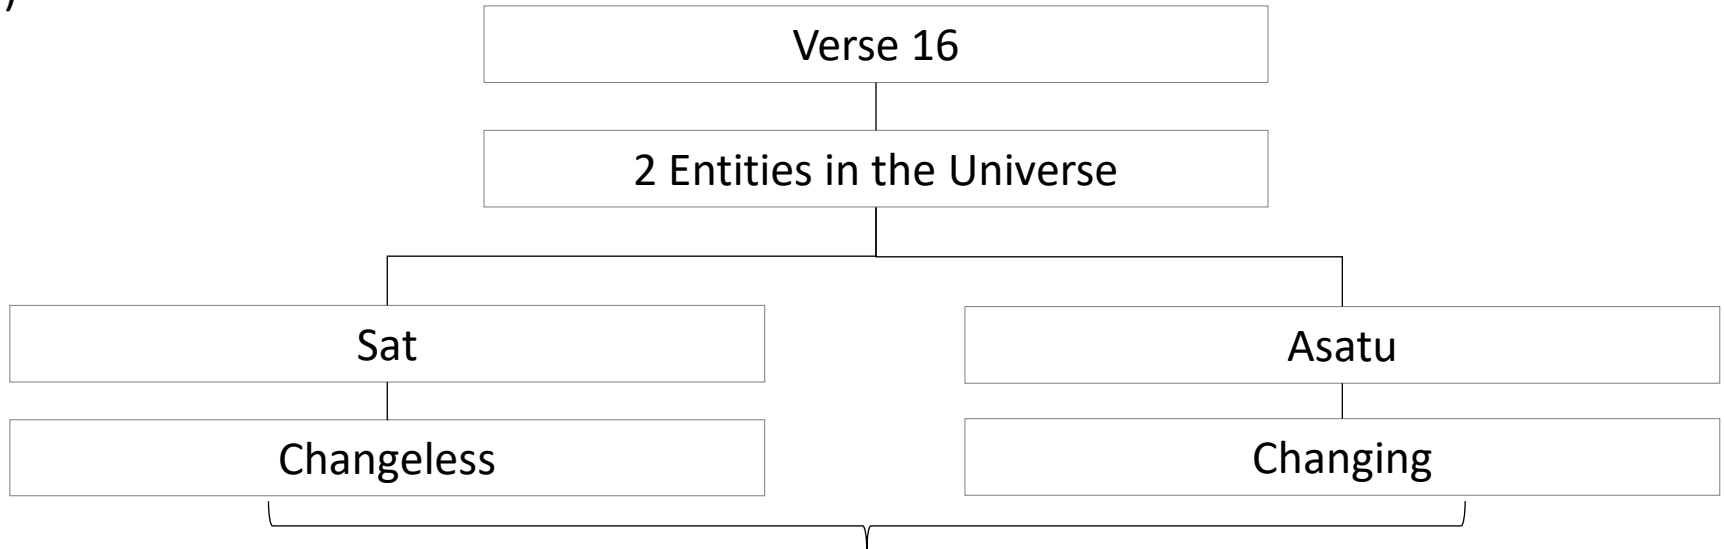 Verse 16
2 Entities in the Universe
Sat
Asatu
Changeless
Changing